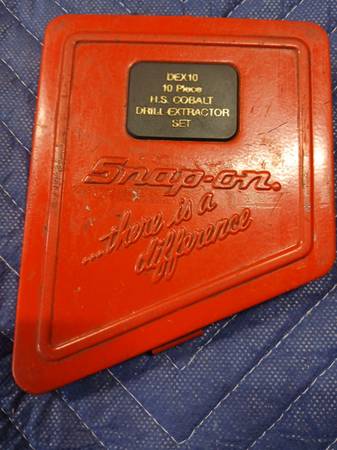 DEX10
10 Piece
H.S. COBALT
DRILL-EXTRACTOR
SET
Snap-on.
...there is a
difference